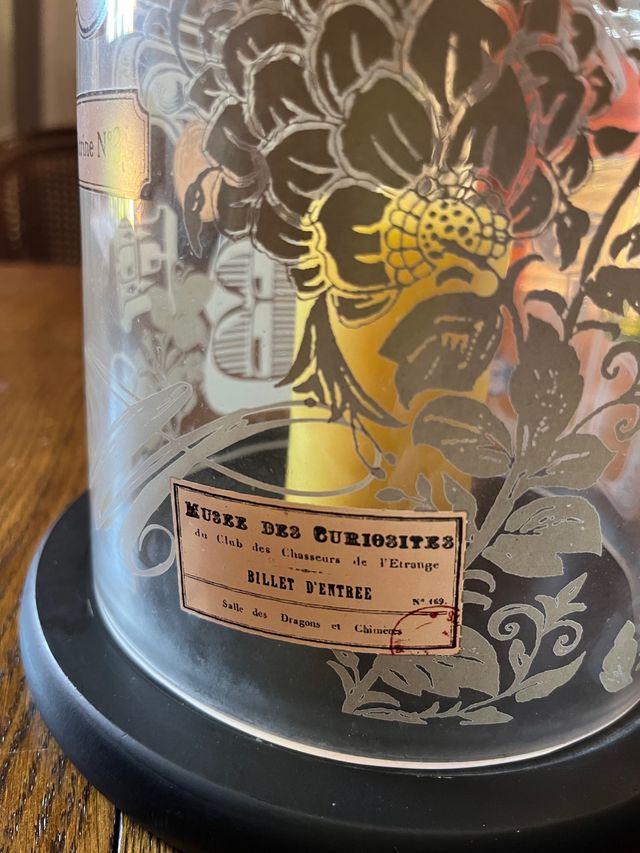 MUSEE DES CURIOSITES
du Club des Chasseurs de l'Etrange
BILLET D'ENTREE
N° 169.
Salle des Dragons et Chimères